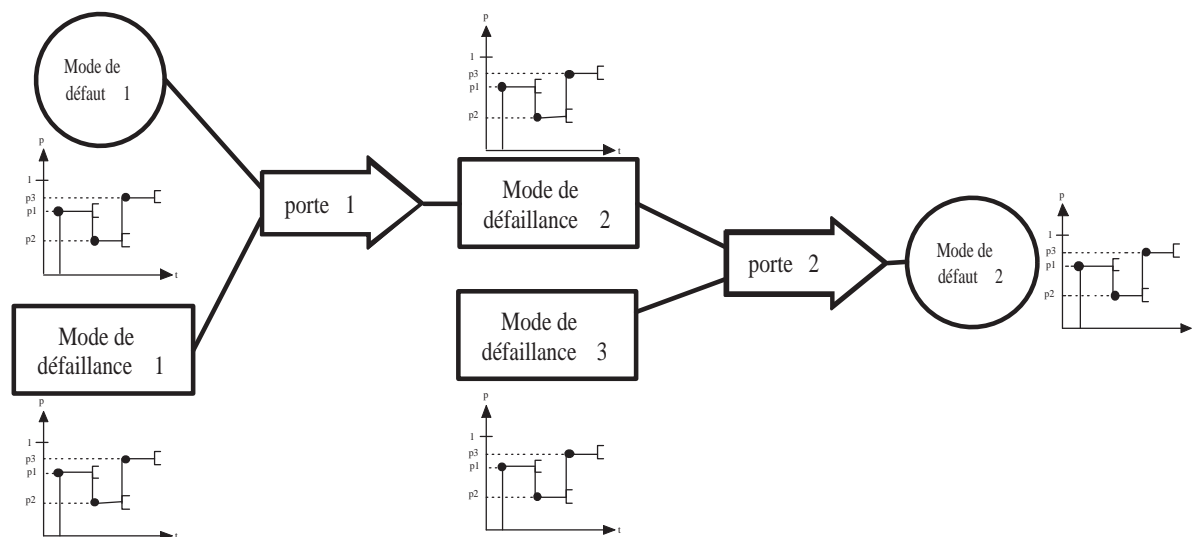 Mode de
défaut 1
p
1
p3
p1
p2
t
Mode de
défaillance 1
p
1
p3
p1
p2
t
porte 1
p
1
p3
p1
p2
t
Mode de
défaillance 2
Mode de
défaillance 3
p
1
p3
p1
p2
t
porte 2
Mode de
défaut 2
p
1
p3
p1
p2